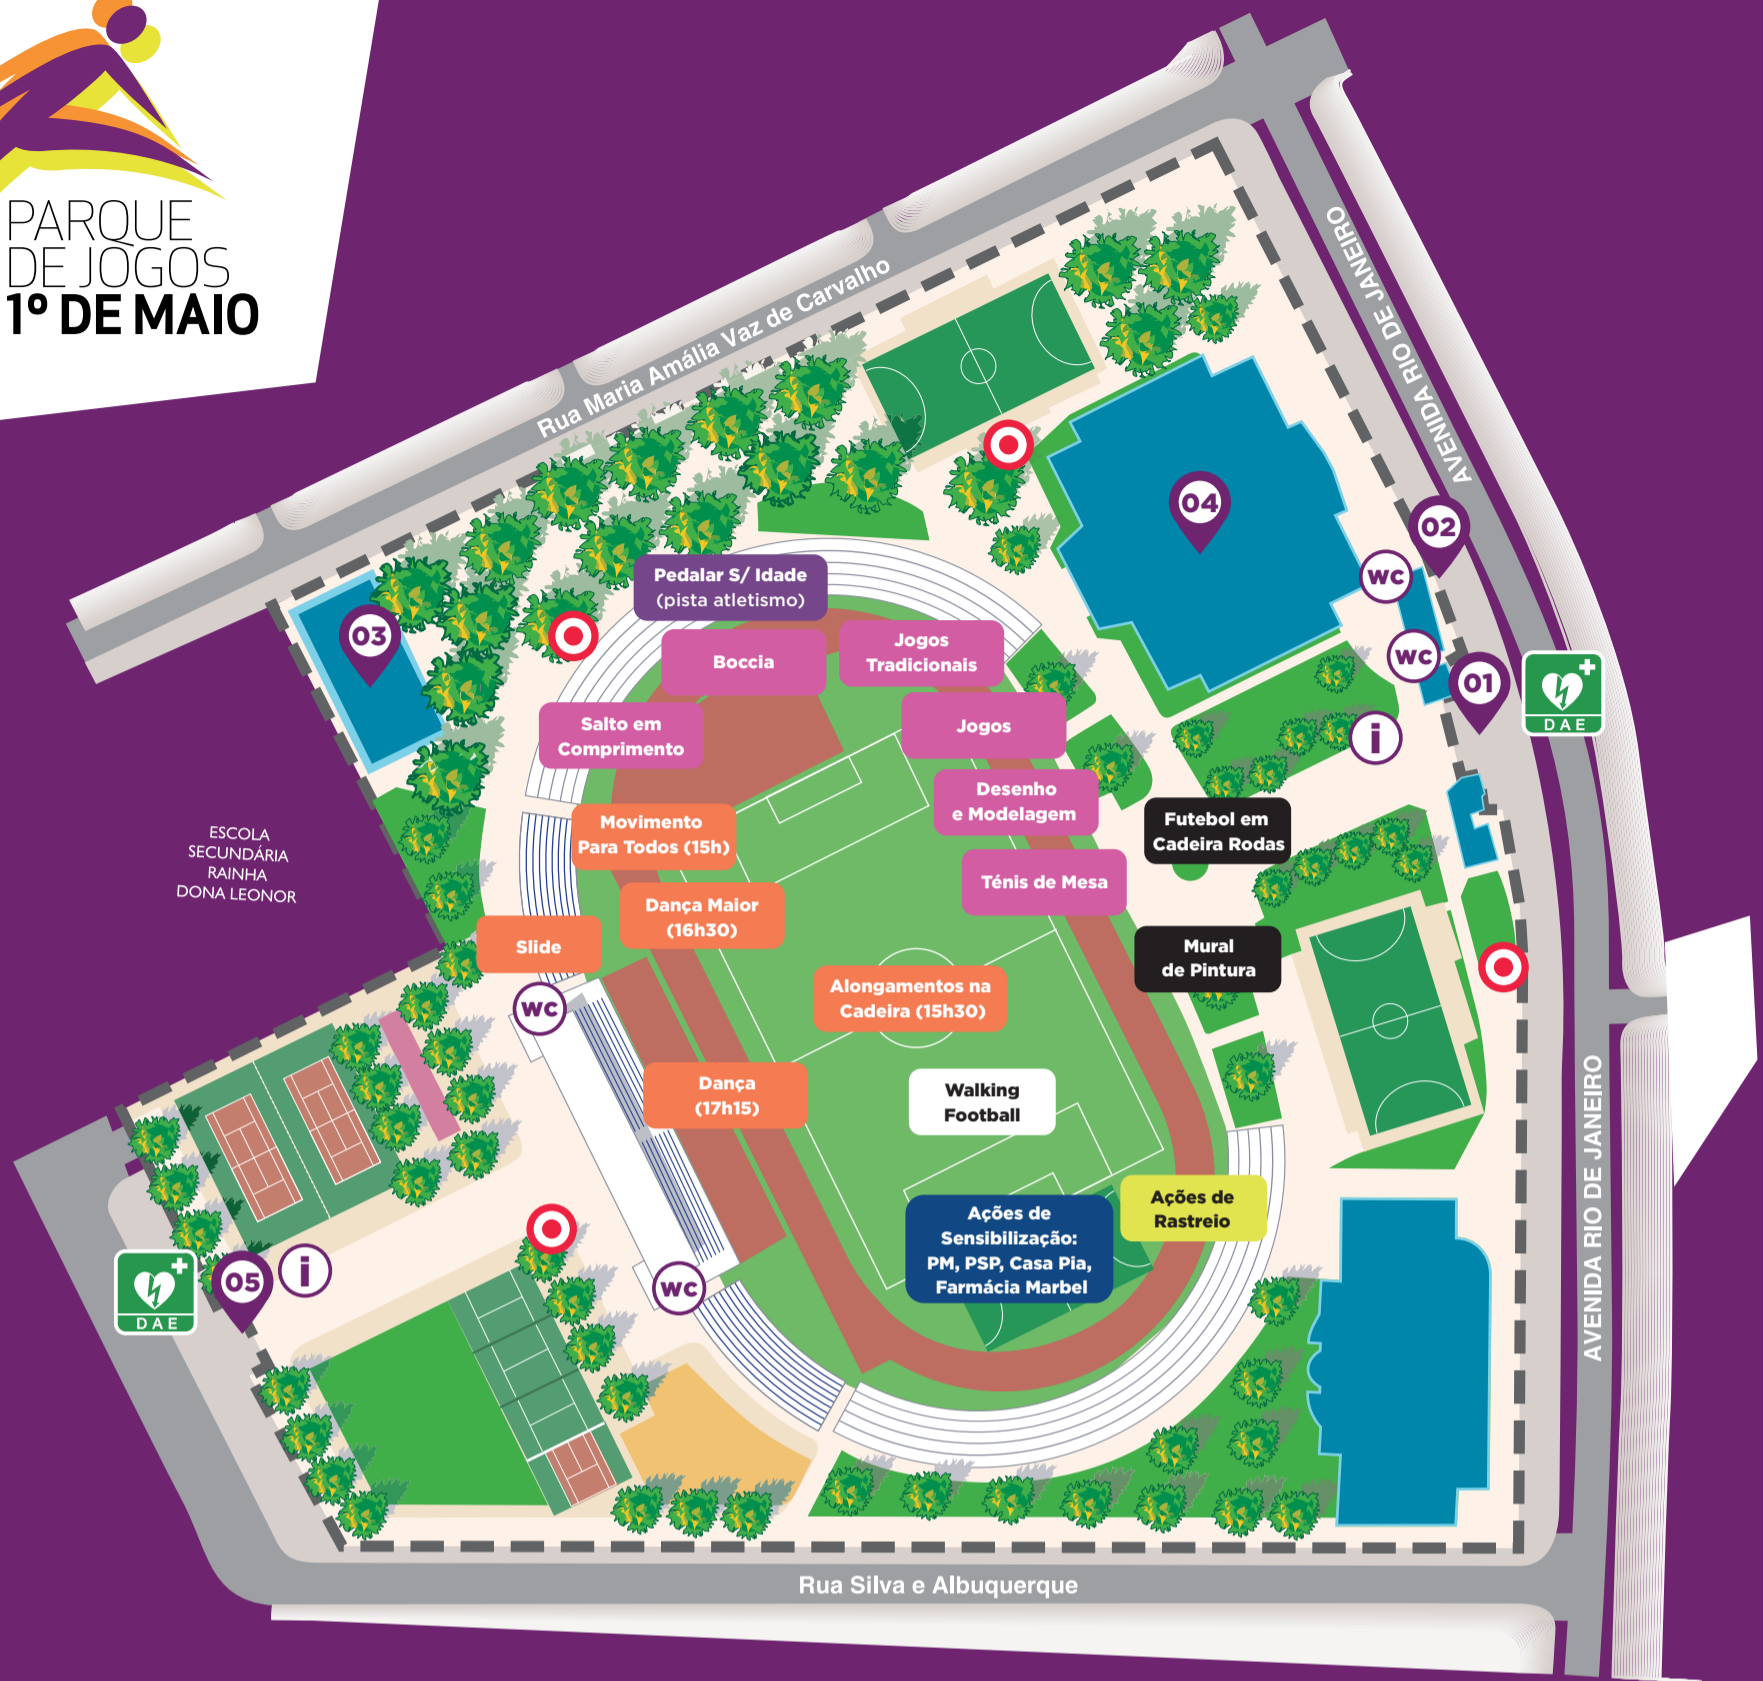 PARQUE
DE JOGOS
1º DE MAIO
Rua Maria Amália Vaz de Carvalho
AVENIDA RIO DE JANEIRO
AVENIDA RIO DE JANEIRO
04
02
wc
03
Pedalar S/ Idade
(pista atletismo)
Boccia
Jogos
Tradicionais
wc
01
DAE
Salto em
Comprimento
Jogos
i
Desenho
e Modelagem
Movimento
Para Todos (15h)
Futebol em
Cadeira Rodas
ESCOLA
SECUNDÁRIA
RAINHA
DONA LEONOR
Ténis de Mesa
Dança Maior
(16h30)
Slide
Mural
de Pintura
wc
Alongamentos na
Cadeira (15h30)
Dança
(17h15)
Walking
Football
Ações de
Rastreio
Ações de
Sensibilização:
PM, PSP, Casa Pia,
Farmácia Marbel
AVENIDA RIO DE JANEIRO
DAE
05
i
wc
Rua Silva e Albuquerque